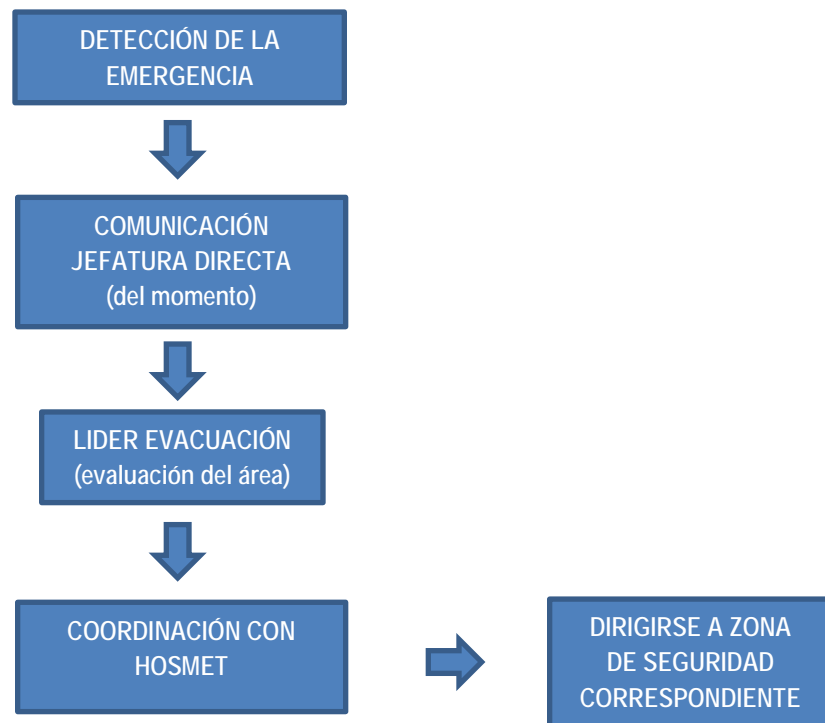 DETECCIÓN DE LA
EMERGENCIA
COMUNICACIÓN
JEFATURA DIRECTA
(del momento)
LIDER EVACUACIÓN
(evaluación del área)
COORDINACIÓN CON
HOSMET
DIRIGIRSE A ZONA
DE SEGURIDAD
CORRESPONDIENTE